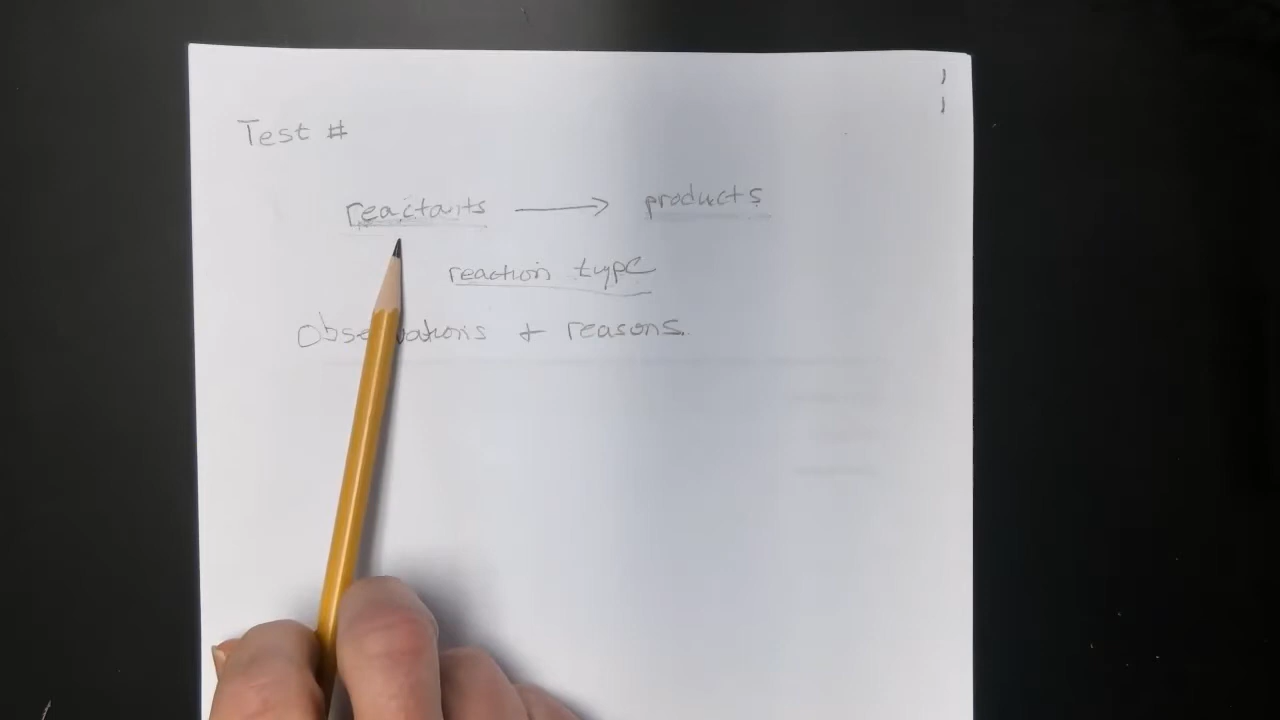 Test #
reactants → products
reaction type
Observations + reasons.